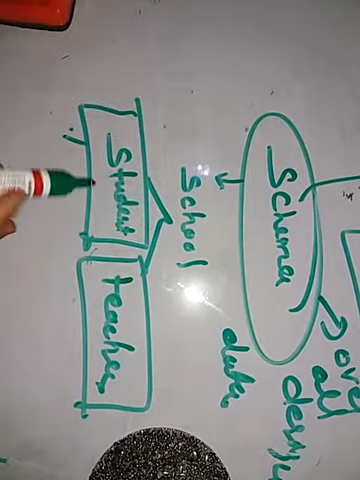 Schema
over
all
design
data
School
Student
teacher